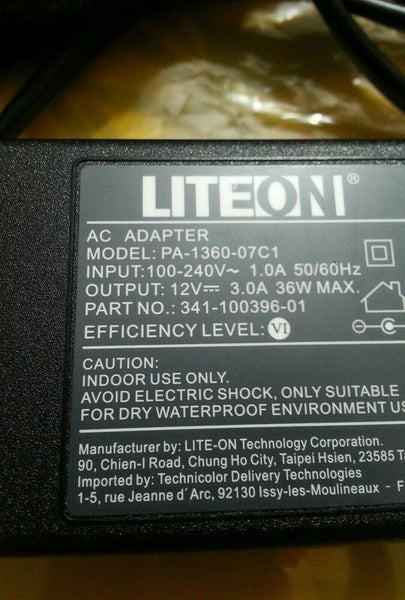 LITEON®
AC ADAPTER
MODEL: PA-1360-07C1
INPUT:100-240V~ 1.0A 50/60Hz
OUTPUT: 12V⎓ 3.0A 36W MAX.
PART NO.: 341-100396-01
EFFICIENCY LEVEL: VI
CAUTION:
INDOOR USE ONLY.
AVOID ELECTRIC SHOCK, ONLY SUITABLE
FOR DRY WATERPROOF ENVIRONMENT
Manufacturer by: LITE-ON Technology Corporation.
90, Chien-I Road, Chung Ho City, Taipei Hsien, 23585
Imported by: Technicolor Delivery Technologies
1-5, rue Jeanne d'Arc, 92130 Issy-les-Moulineaux -